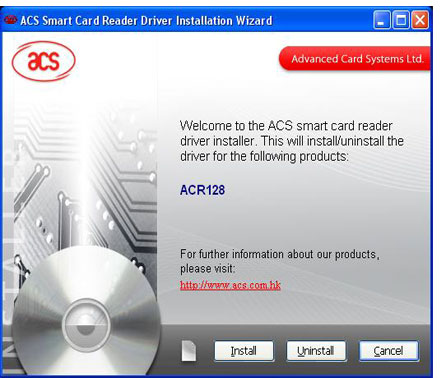 ACS Smart Card Reader Driver Installation Wizard
acs
Advanced Card Systems Ltd.
Welcome to the ACS smart card reader
driver installer. This will install/uninstall the
driver for the following products:
ACR128
For further information about our products,
please visit:
http://www.acs.com.hk
INSTALLER
Install
Uninstall
Cancel